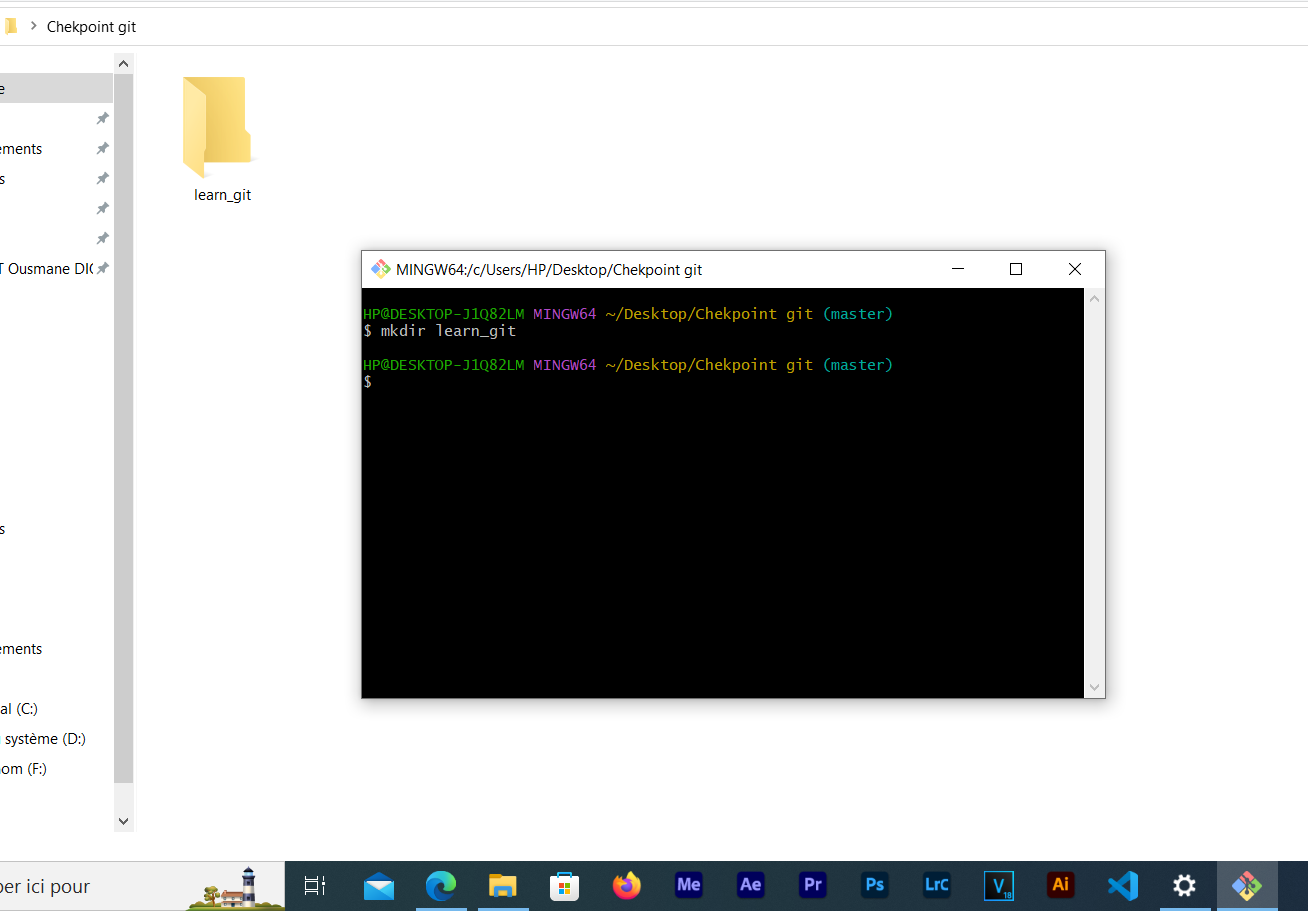 Chekpoint git
e
ements
s
T Ousmane DI
s
ements
al (C:)
système (D:)
om (F:)
learn_git
MINGW64:/c/Users/HP/Desktop/Chekpoint git
HP@DESKTOP-J1Q82LM MINGW64 ~/Desktop/Chekpoint git (master)
$ mkdir learn_git
HP@DESKTOP-J1Q82LM MINGW64 ~/Desktop/Chekpoint git (master)
$
per ici pour
Me
Ae
Pr
Ps
LrC
V
18
Ai